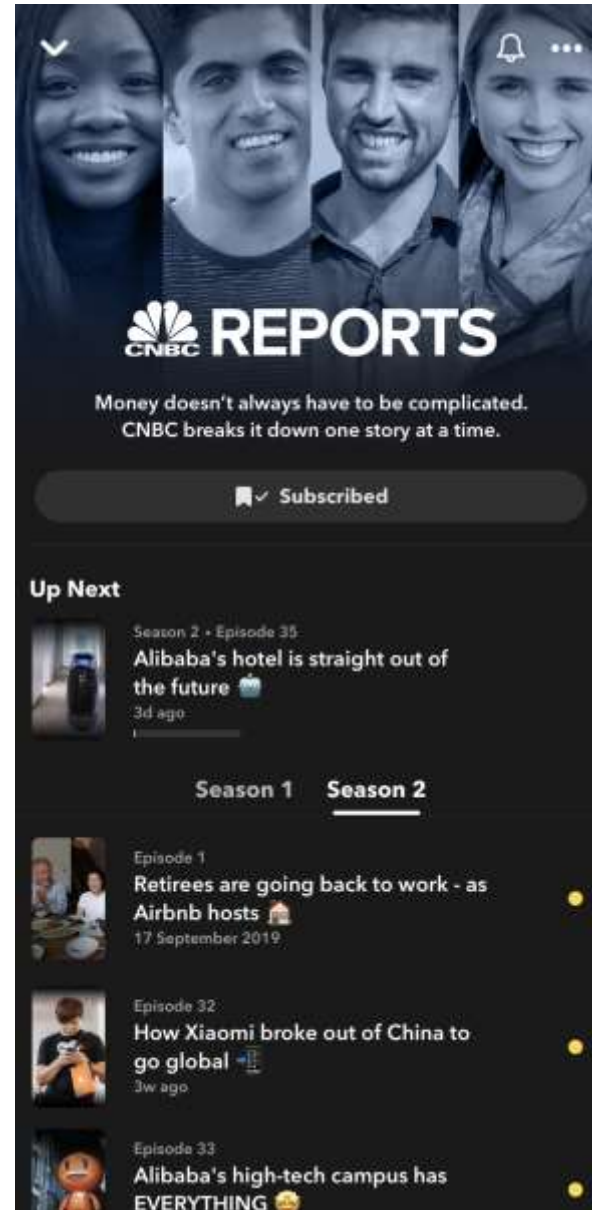 CNBC REPORTS
Money doesn't always have to be complicated.
CNBC breaks it down one story at a time.
Subscribed
Up Next
Season 2 • Episode 35
Alibaba's hotel is straight out of
the future 🤖
3d ago
Season 1 Season 2
Episode 1
Retirees are going back to work - as
Airbnb hosts 🏠
17 September 2019
Episode 32
How Xiaomi broke out of China to
go global 📲
3w ago
Episode 33
Alibaba's high-tech campus has
EVERYTHING 🤩